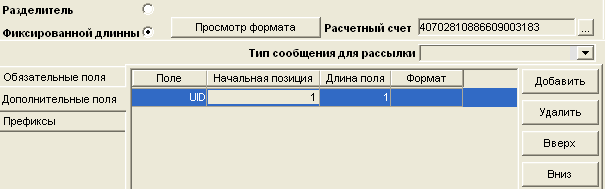 Разделитель
Фиксированной длинны Просмотр формата Расчетный счет 40702810886609003183 ...
Тип сообщения для рассылки
Обязательные поля Поле Начальная позиция Длина поля Формат Добавить
Дополнительные поля UID 1 1 Удалить
Префиксы
Вверх
Вниз